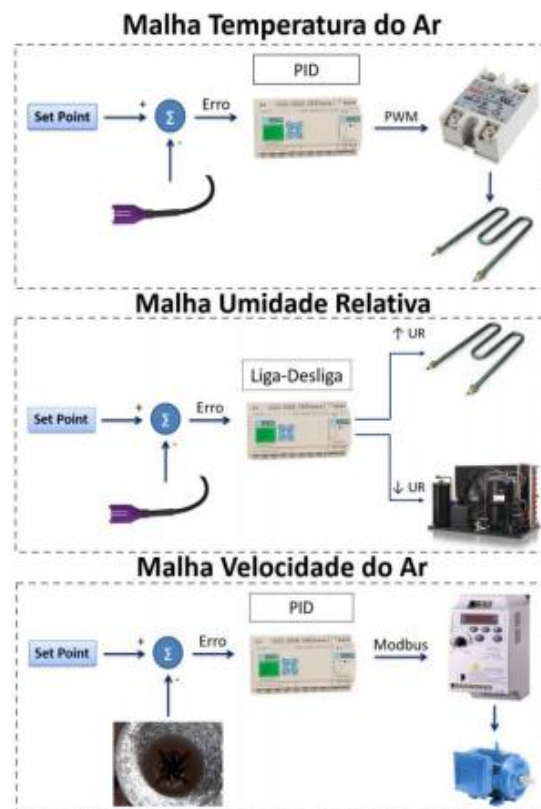 Malha Temperatura do Ar
PID
Set Point
+
Σ
-
Erro
PWM
Malha Umidade Relativa
↑ UR
Liga-Desliga
Set Point
+
Σ
-
Erro
↓ UR
Malha Velocidade do Ar
PID
Set Point
+
Σ
-
Erro
Modbus